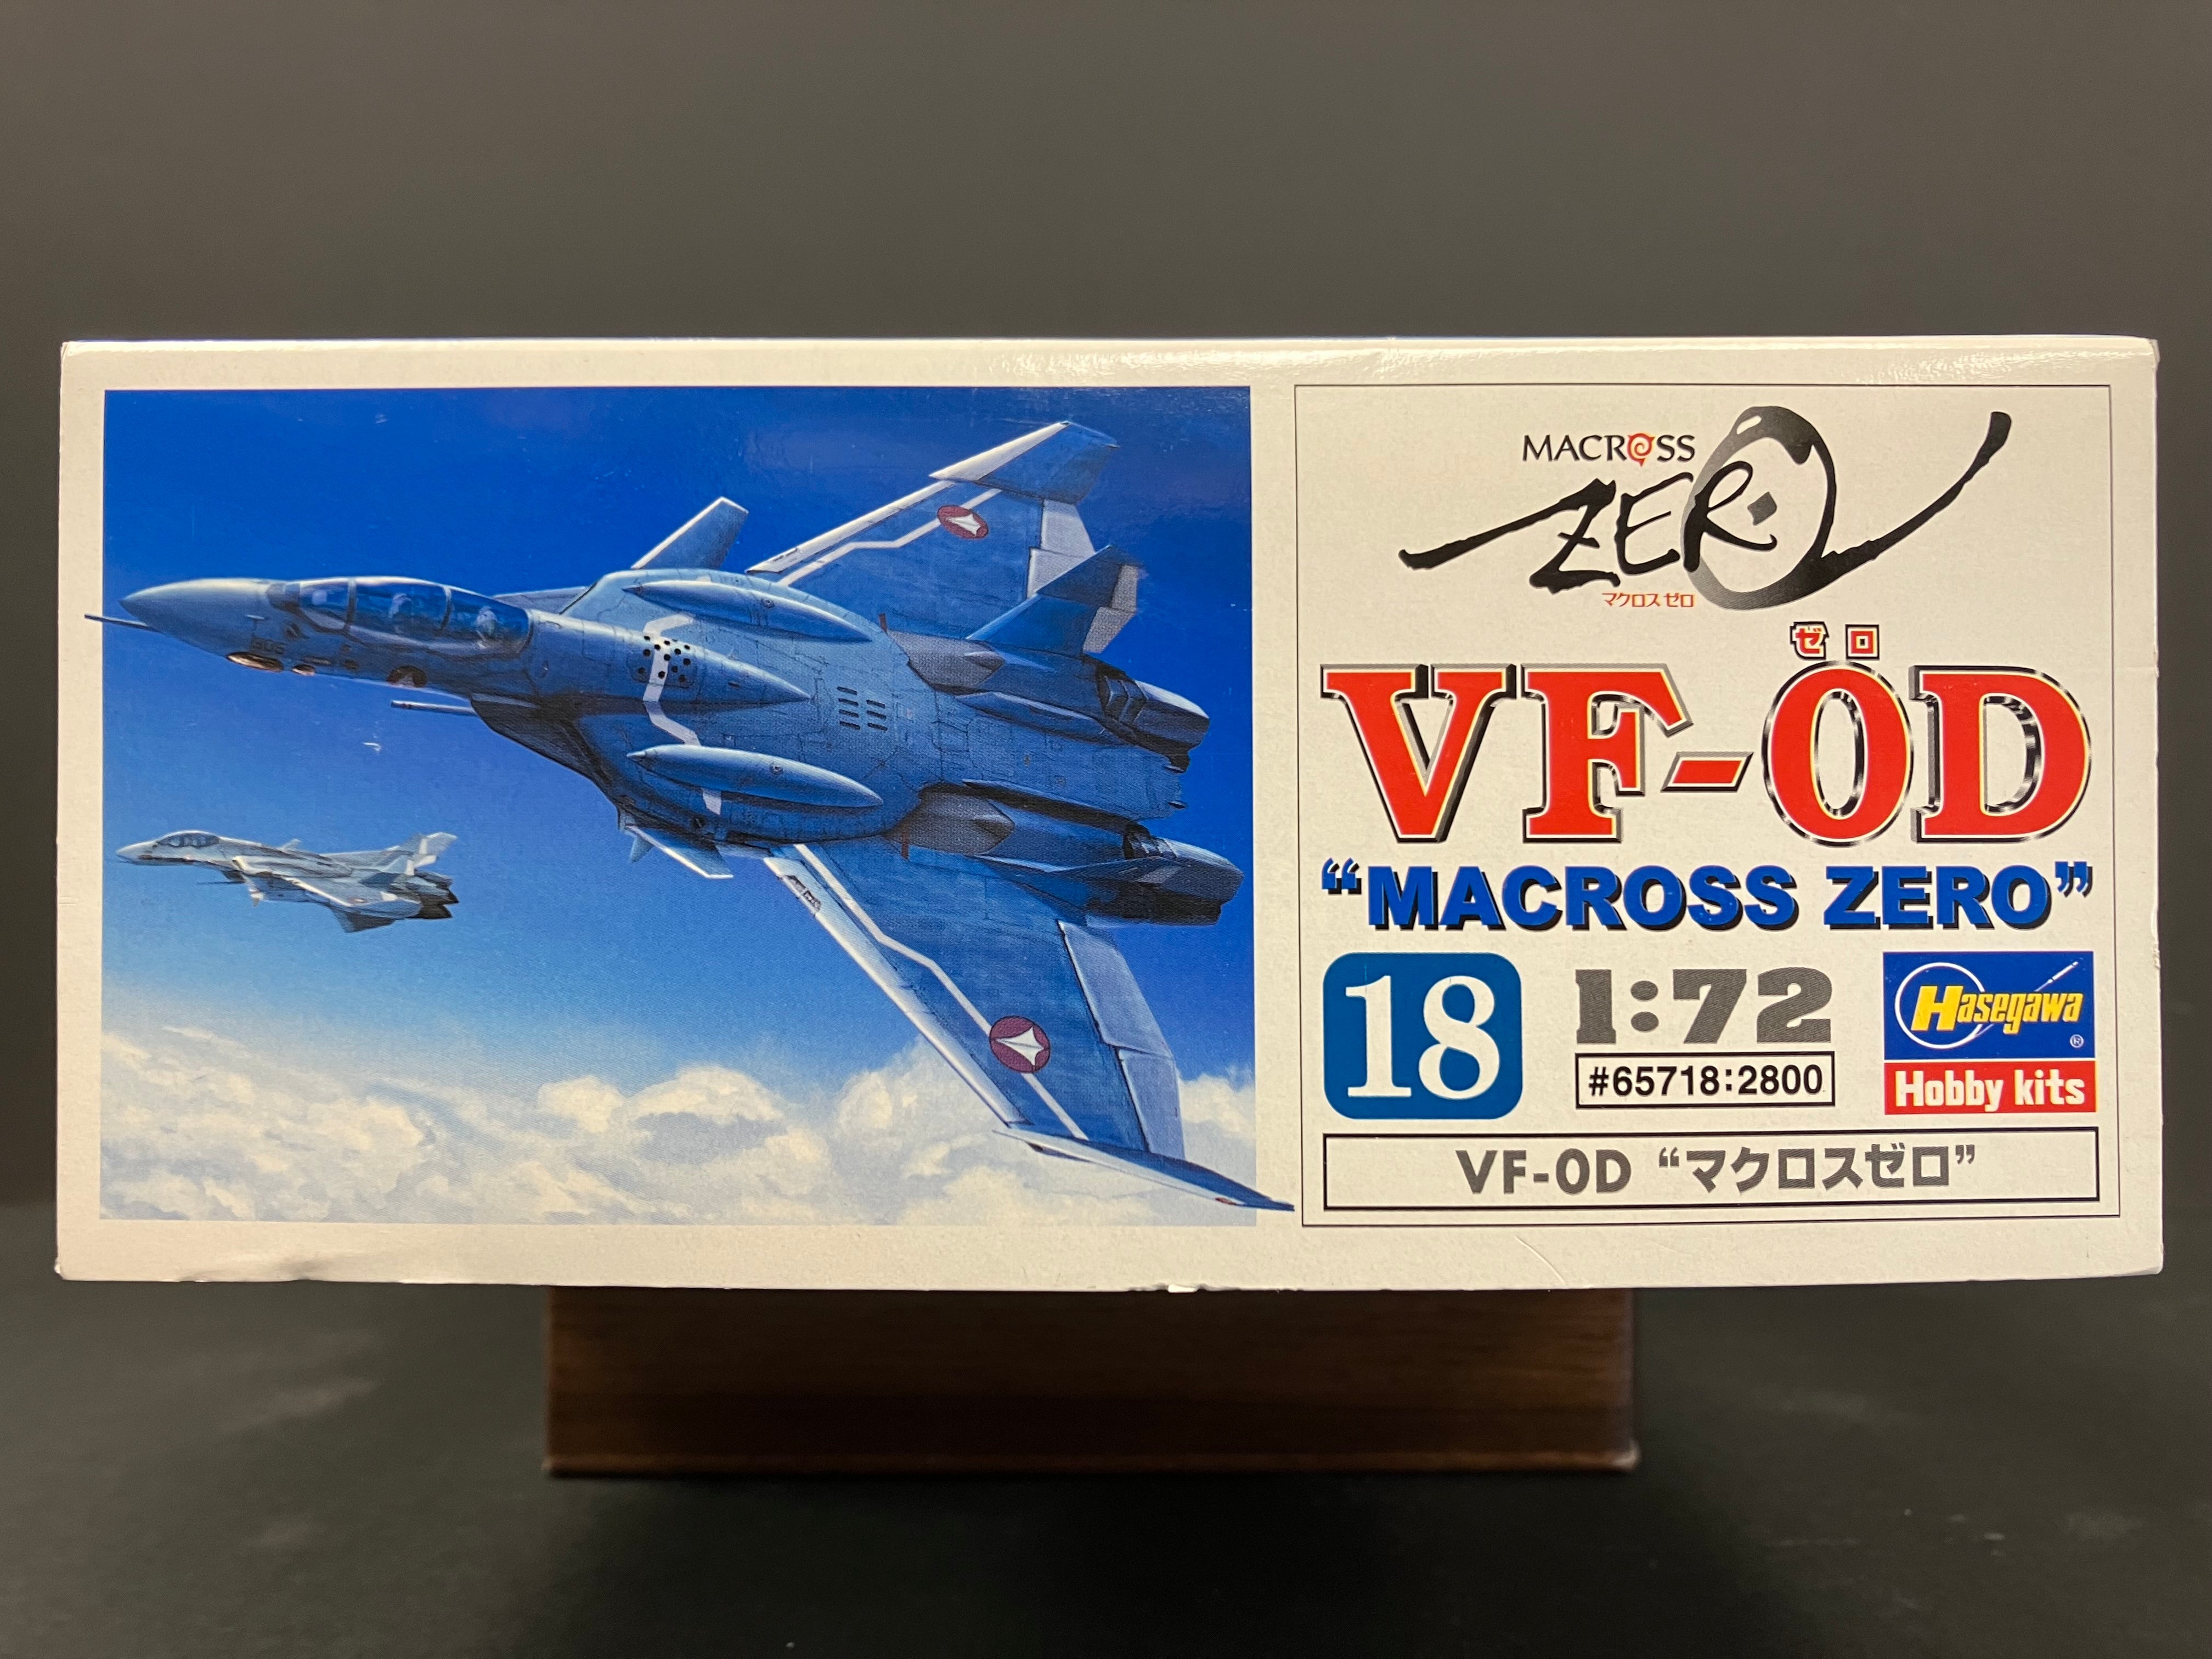 MACROSS
ZERO
マクロス ゼロ
ゼロ
VF-0D
“MACROSS ZERO”
18
1:72
#65718:2800
Hasegawa
®
Hobby kits
VF-0D “マクロスゼロ”